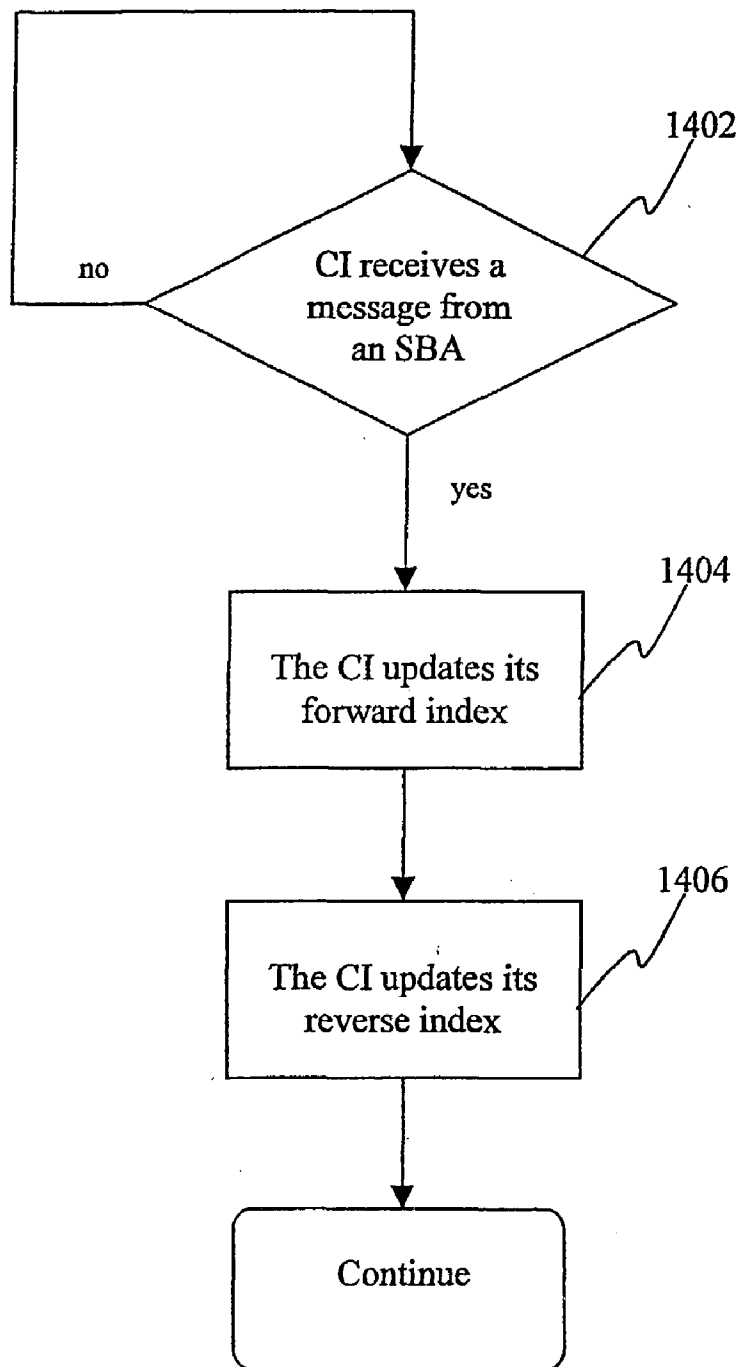 1402
no
CI receives a
message from
an SBA
yes
1404
The CI updates its
forward index
1406
The CI updates its
reverse index
Continue